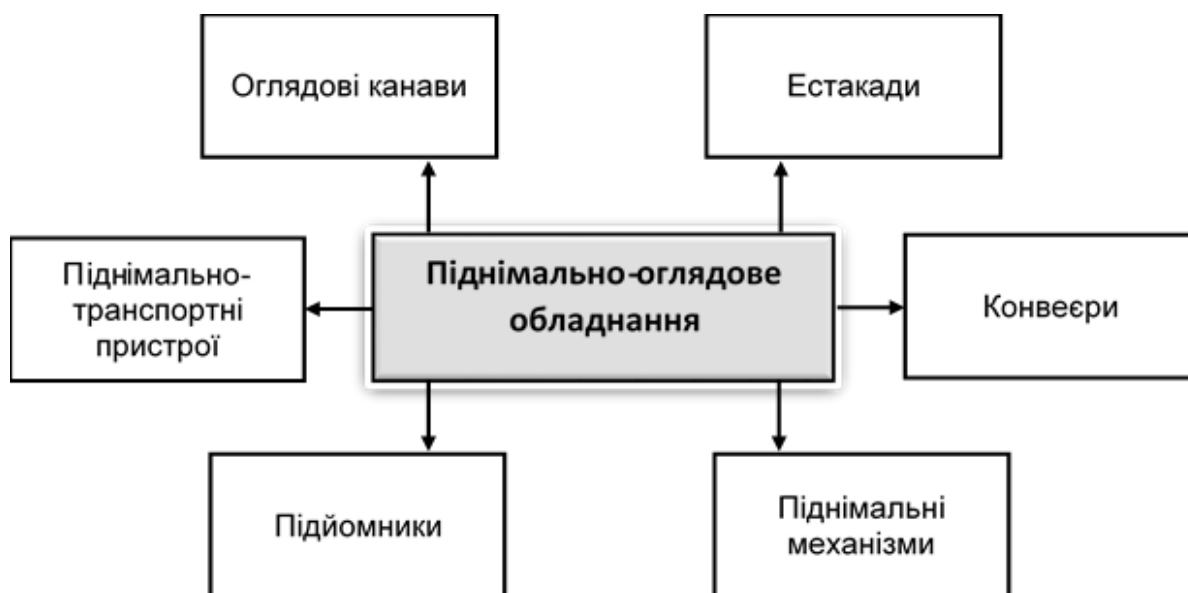 Оглядові канави
Естакади
Піднімально-
транспортні
пристрої
Піднімально-оглядове
обладнання
Конвеєри
Підйомники
Піднімальні
механізми